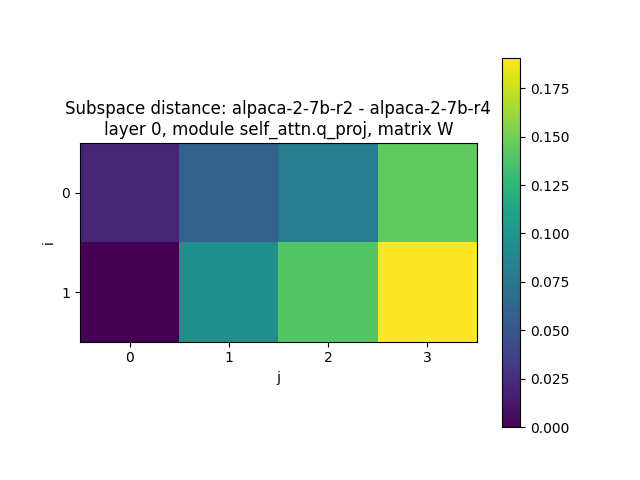 Subspace distance: alpaca-2-7b-r2 - alpaca-2-7b-r4
layer 0, module self_attn.q_proj, matrix W
0.175
0.150
0.125
0.100
0.075
0.050
0.025
0.000
i
0
1
0 1 2 3
j